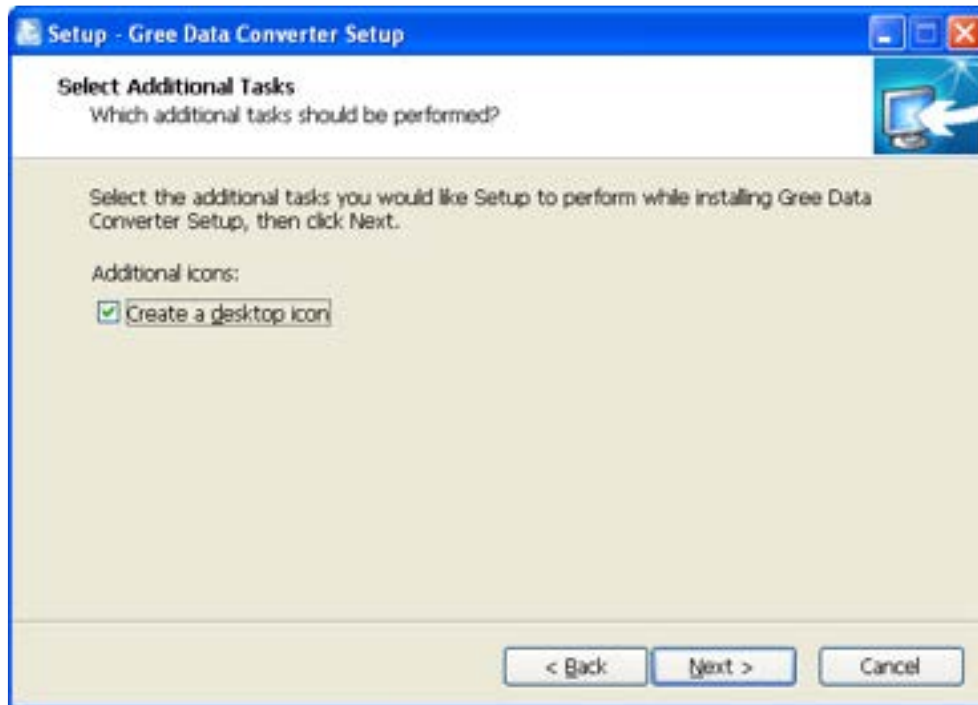 Setup - Gree Data Converter Setup
Select Additional Tasks
Which additional tasks should be performed?
Select the additional tasks you would like Setup to perform while installing Gree Data
Converter Setup, then click Next.
Additional icons:
Create a desktop icon
< Back Next > Cancel